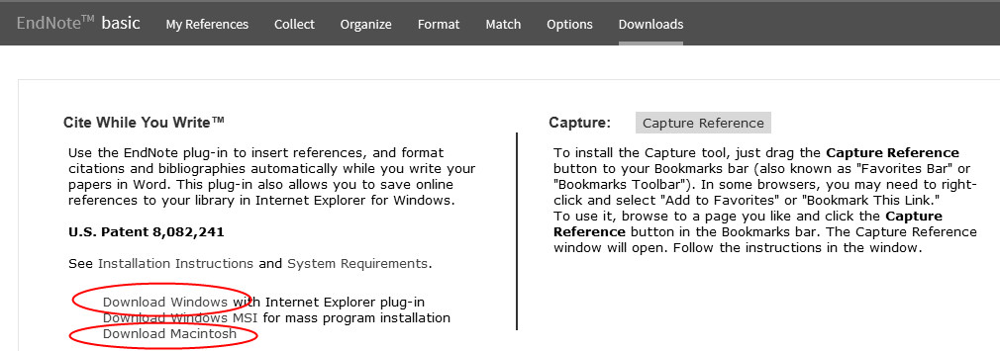 EndNote™ basic My References Collect Organize Format Match Options Downloads
Cite While You Write™
Use the EndNote plug-in to insert references, and format
citations and bibliographies automatically while you write your
papers in Word. This plug-in also allows you to save online
references to your library in Internet Explorer for Windows.
U.S. Patent 8,082,241
See Installation Instructions and System Requirements.
Download Windows with Internet Explorer plug-in
Download Windows MSI for mass program installation
Download Macintosh
Capture: Capture Reference
To install the Capture tool, just drag the Capture Reference
button to your Bookmarks bar (also known as "Favorites Bar" or
"Bookmarks Toolbar"). In some browsers, you may need to right-
click and select "Add to Favorites" or "Bookmark This Link."
To use it, browse to a page you like and click the Capture
Reference button in the Bookmarks bar. The Capture Reference
window will open. Follow the instructions in the window.